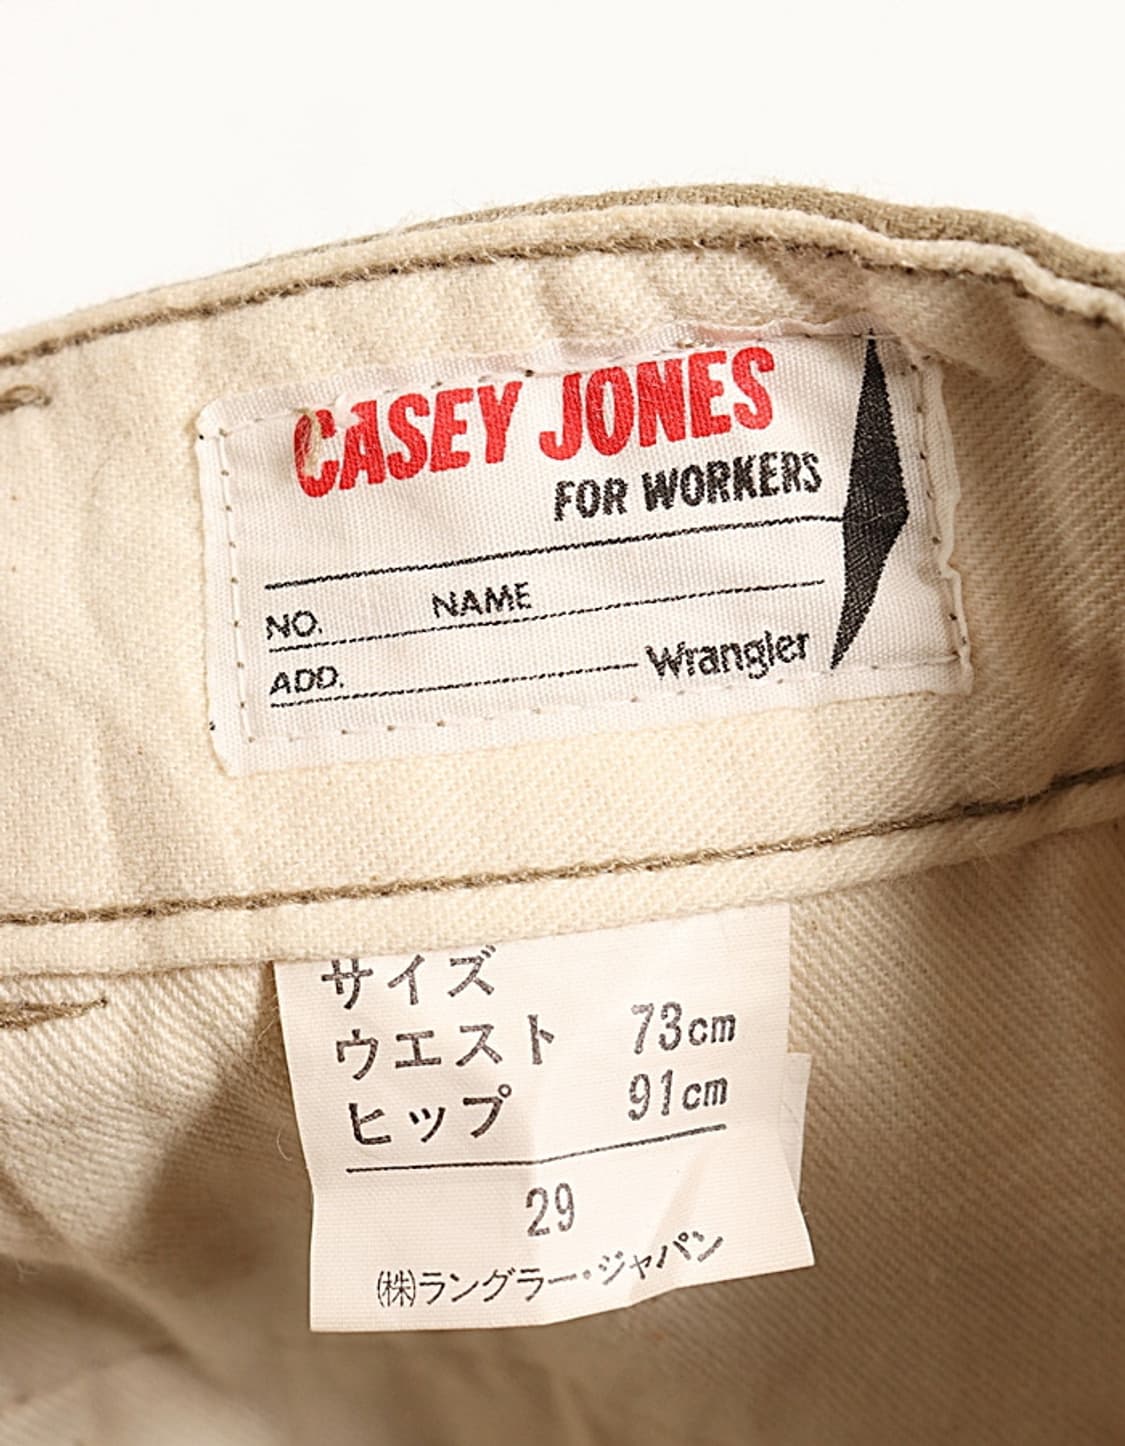 CASEY JONES
FOR WORKERS
NO. NAME
ADD. Wrangler
サイズ
ウエスト 73cm
ヒップ 91cm
29
(株)ラングラー・ジャパン